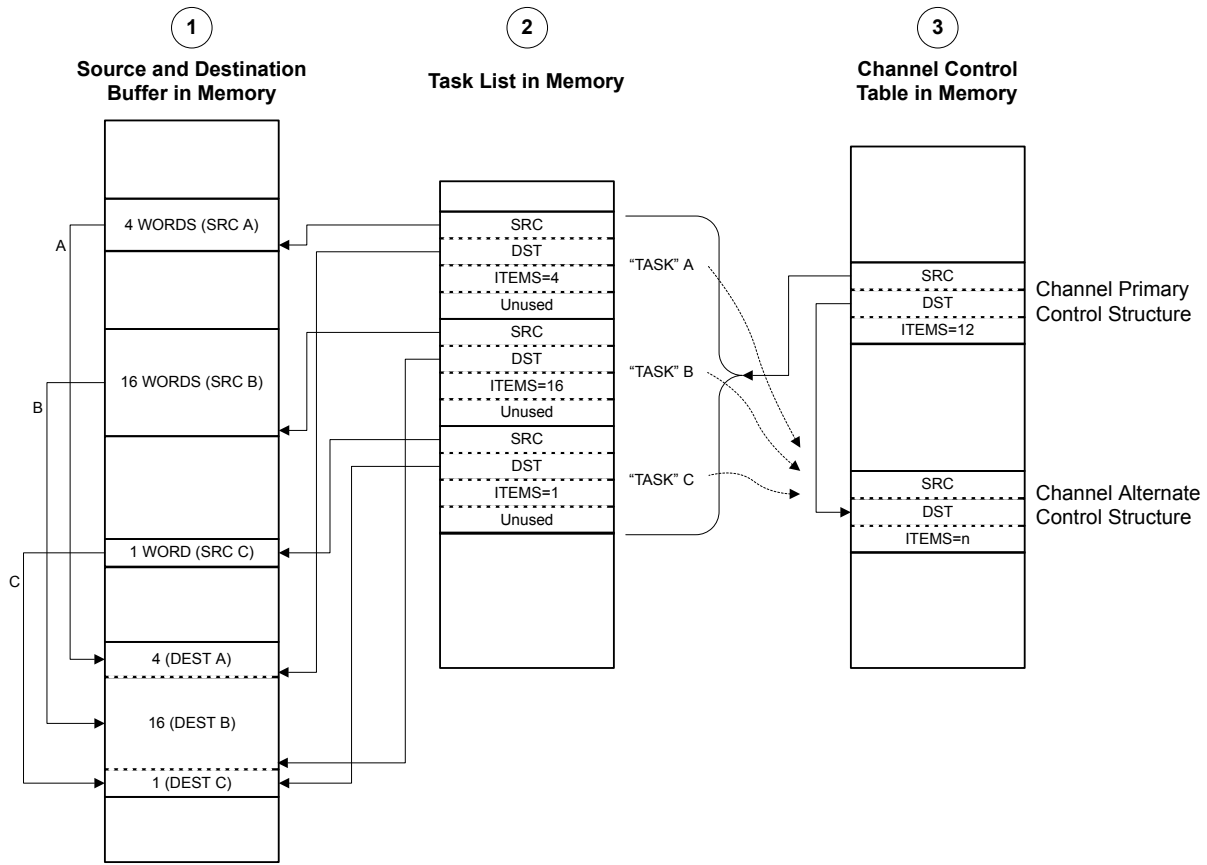 1
Source and Destination
Buffer in Memory
4 WORDS (SRC A)
16 WORDS (SRC B)
1 WORD (SRC C)
4 (DEST A)
16 (DEST B)
1 (DEST C)
A
B
C
2
Task List in Memory
SRC
DST
ITEMS=4
Unused
SRC
DST
ITEMS=16
Unused
SRC
DST
ITEMS=1
Unused
“TASK” A
“TASK” B
“TASK” C
3
Channel Control
Table in Memory
SRC
DST
ITEMS=12
Channel Primary
Control Structure
SRC
DST
ITEMS=n
Channel Alternate
Control Structure